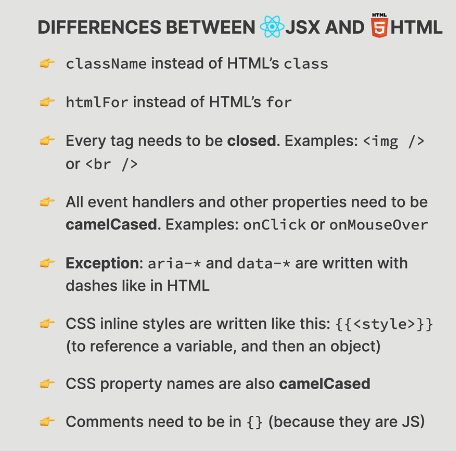 DIFFERENCES BETWEEN JSX AND HTML 5 HTML
👉 className instead of HTML’s class
👉 htmlFor instead of HTML’s for
👉 Every tag needs to be closed. Examples: <img />
or <br />
👉 All event handlers and other properties need to be
camelCased. Examples: onClick or onMouseOver
👉 Exception: aria-* and data-* are written with
dashes like in HTML
👉 CSS inline styles are written like this: {{<style>}}
(to reference a variable, and then an object)
👉 CSS property names are also camelCased
👉 Comments need to be in {} (because they are JS)